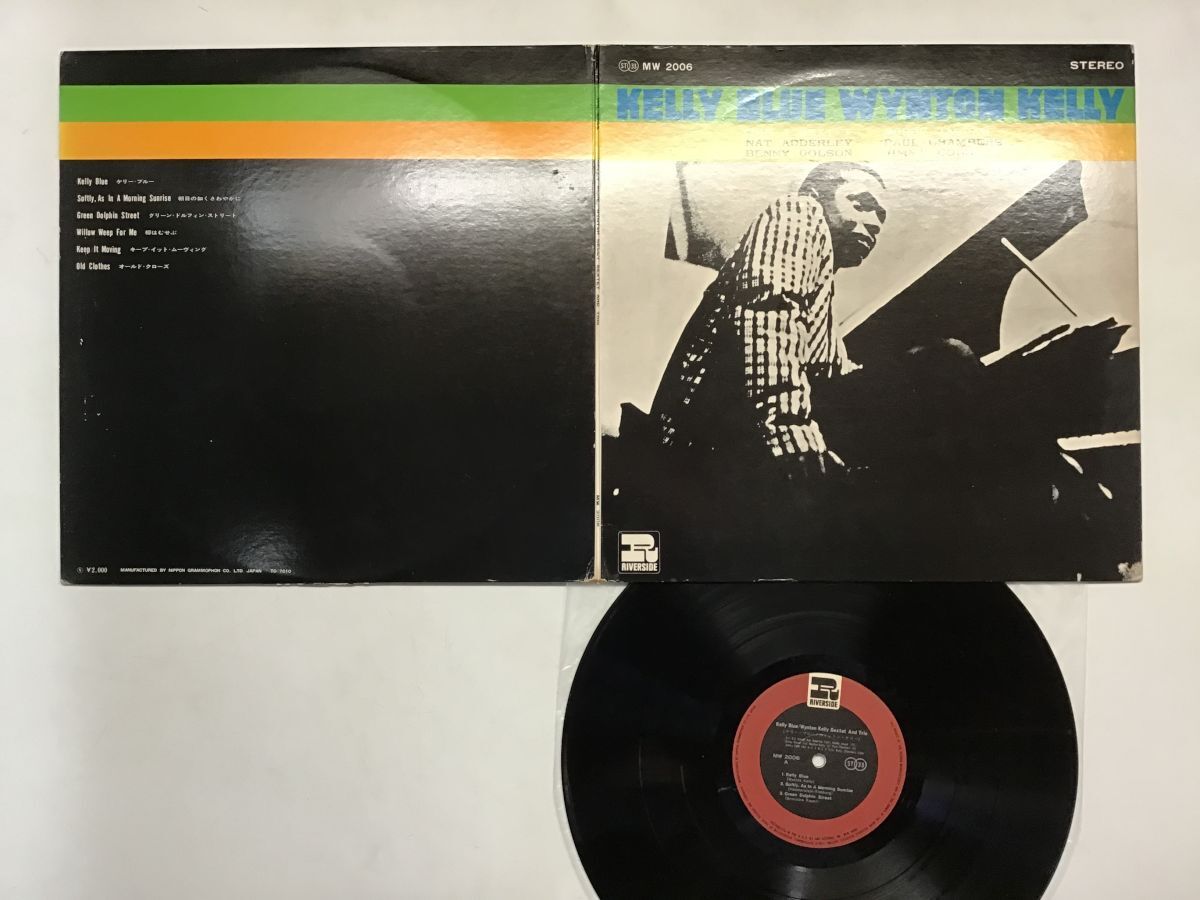 Kelly Blue ケリー・ブルー
Softly, As In A Morning Sunrise 朝日の如くさわやかに
Green Dolphin Street グリーン・ドルフィン・ストリート
Willow Weep For Me 柳はむせぶ
Keep It Moving キープ・イット・ムーヴィング
Old Clothes オールド・クローズ
¥2,000 MANUFACTURED BY NIPPON GRAMMOPHON CO. LTD. JAPAN
ST 33 MW 2006 STEREO
KELLY BLUE WYNTON KELLY
NAT ADDERLEY PAUL CHAMBERS
BENNY GOLSON
R
RIVERSIDE
R
RIVERSIDE
Kelly Blue/Wynton Kelly Sextet And Trio
MW 2006
A
ST 33
1. Kelly Blue
2. Softly, As In A Morning Sunrise
3. Green Dolphin Street